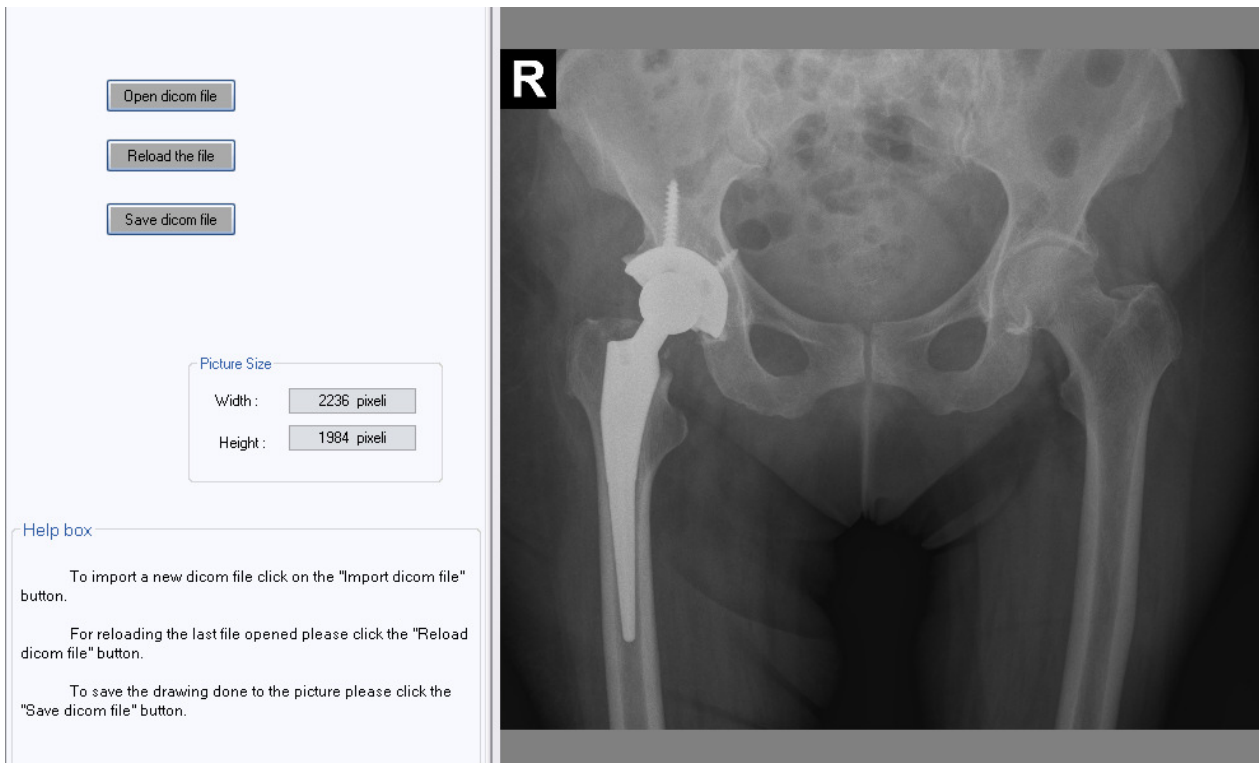 Open dicom file
Reload the file
Save dicom file
Picture Size
Width :
2236 pixeli
Height :
1984 pixeli
Help box
To import a new dicom file click on the "Import dicom file"
button.
For reloading the last file opened please click the "Reload
dicom file" button.
To save the drawing done to the picture please click the
"Save dicom file" button.
R